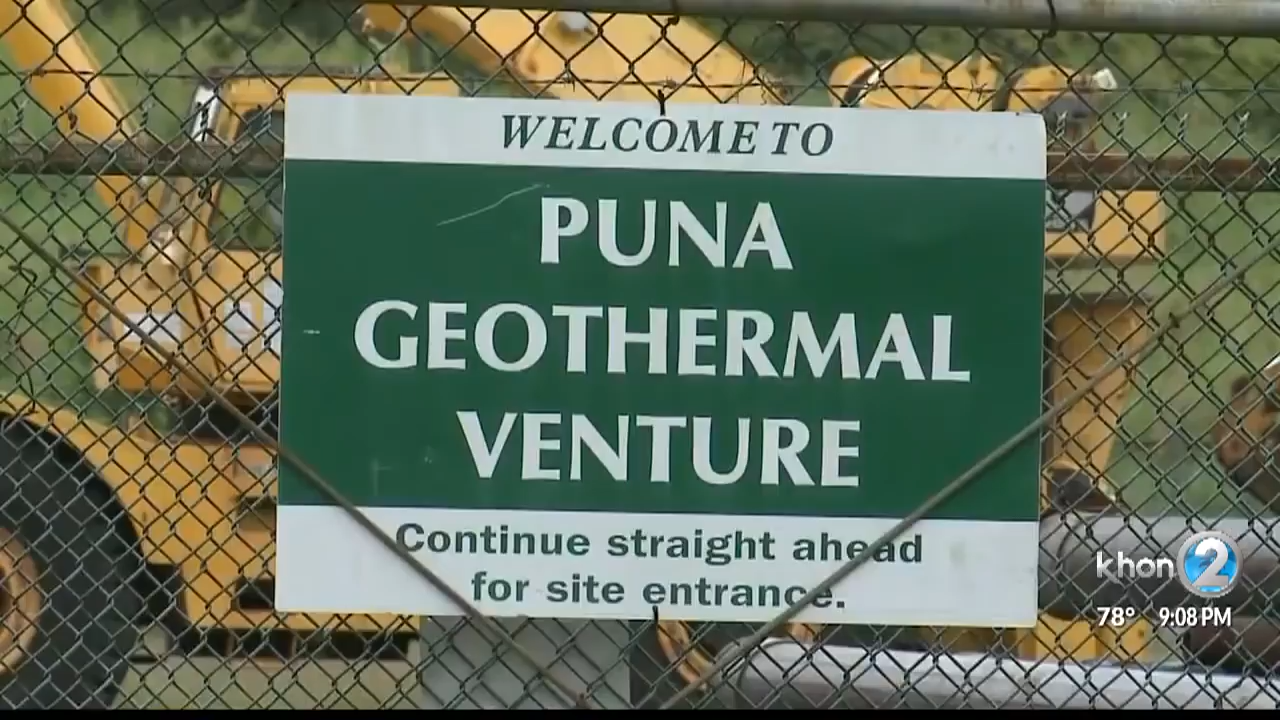 WELCOME TO
PUNA
GEOTHERMAL
VENTURE
Continue straight ahead
for site entrance.
khon 2
78° 9:08 PM